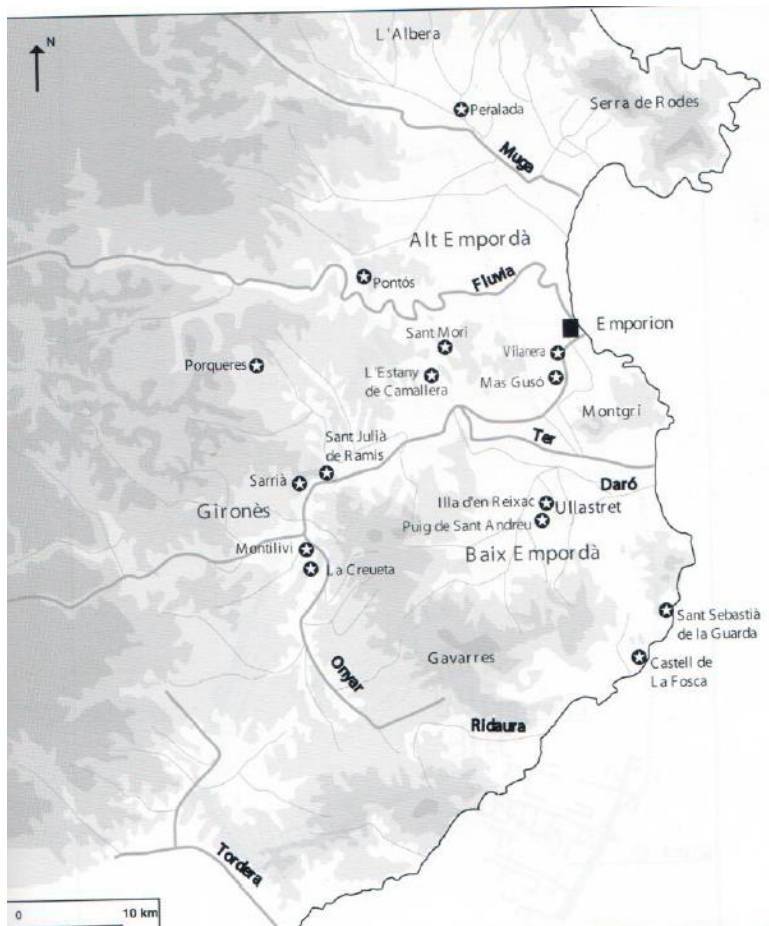 N
L'Albera
Serra de Rodes
Peralada
Muga
Alt Empordà
Pontós
Fluvia
Emporion
Sant Mori
Vilarera
Porqueres
L'Estany
de Camallera
Mas Gusó
Montgrí
Ter
Sant Julià
de Ramis
Sarrià
Daró
Illa d'en Reixac
Ullastret
Gironès
Puig de Sant Andreu
Montilivi
Baix Empordà
La Creueta
Sant Sebastià
de la Guarda
Gavarres
Castell de
La Fosca
Onyar
Ridaura
Tordera
0 10 km